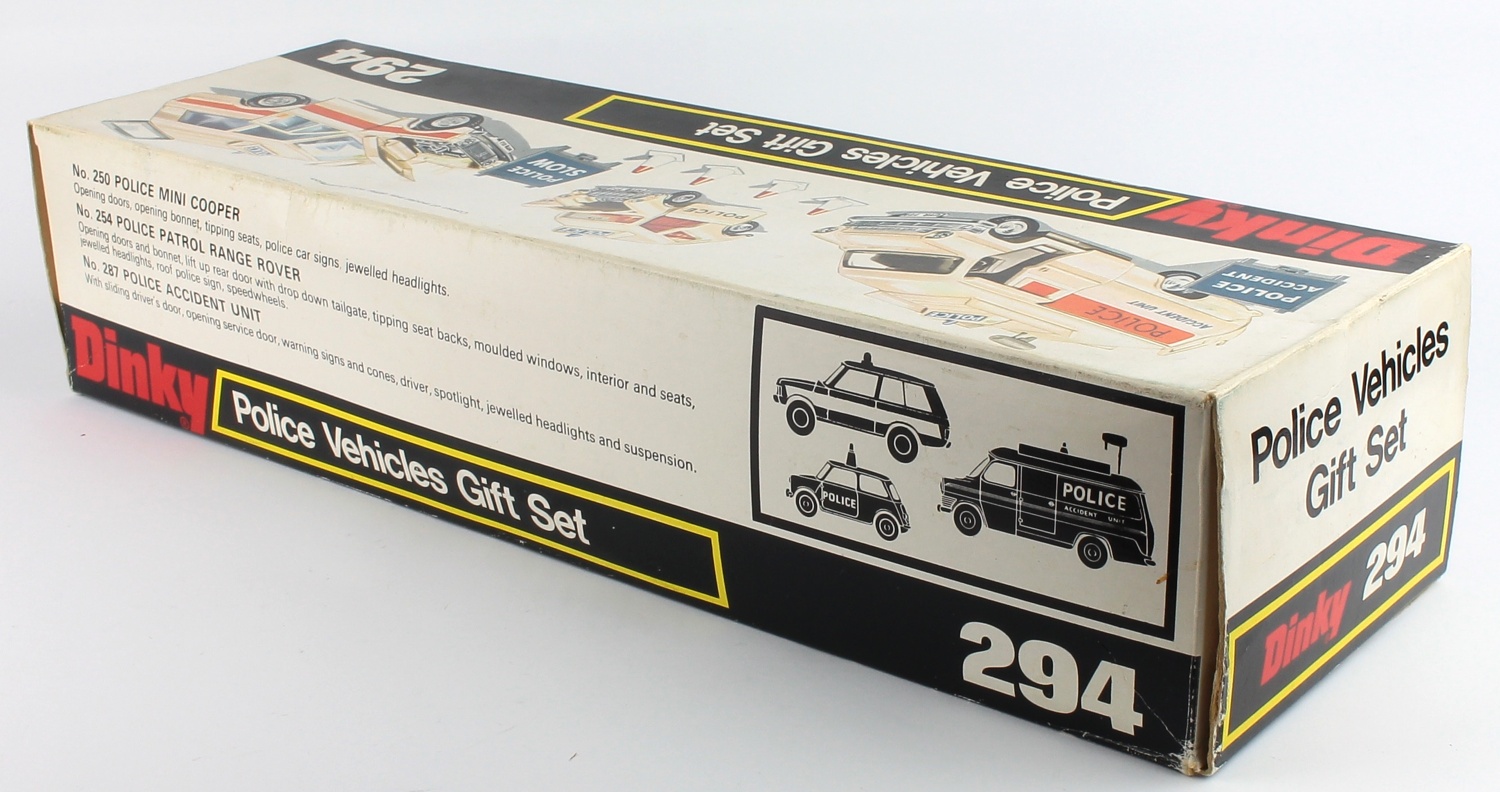 294
Police Vehicles Gift Set
Dinky
POLICE
SLOW
POLICE
POLICE
ACCIDENT UNIT
POLICE
POLICE
ACCIDENT
No. 250 POLICE MINI COOPER
Opening doors, opening bonnet, tipping seats, police car signs, jewelled headlights.
No. 254 POLICE PATROL RANGE ROVER
Opening doors and bonnet, lift up rear door with drop down tailgate, tipping seat backs, moulded windows, interior and seats,
jewelled headlights, roof police sign, speedwheels.
No. 287 POLICE ACCIDENT UNIT
With sliding driver's door, opening service door, warning signs and cones, driver, spotlight, jewelled headlights and suspension.
Dinky
Police Vehicles Gift Set
POLICE
POLICE
ACCIDENT UNIT
294
Police Vehicles
Gift Set
Dinky 294